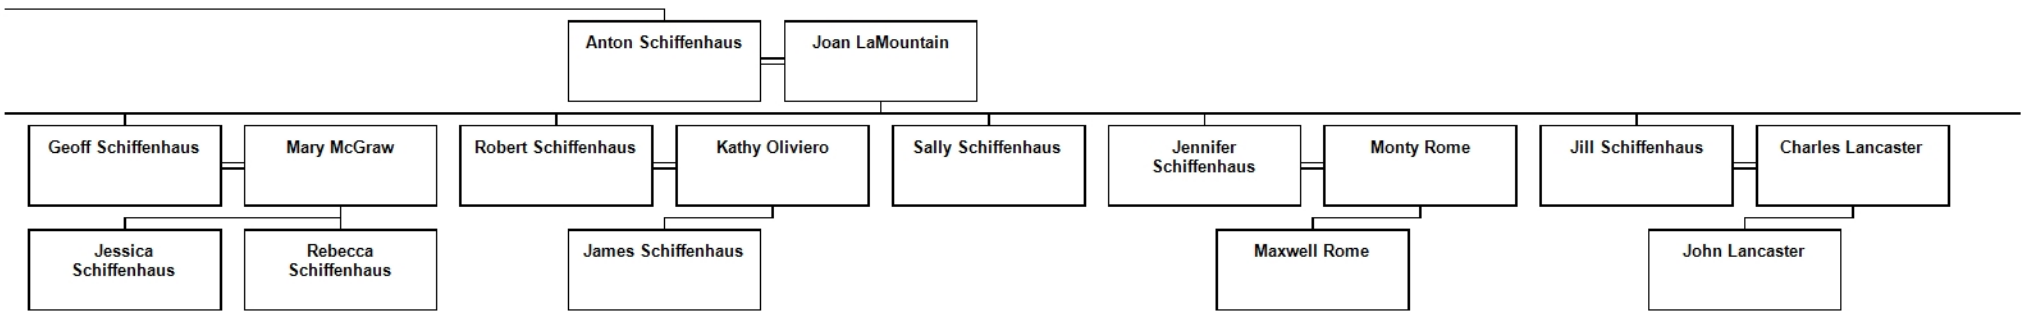 Anton Schiffenhaus
Joan LaMountain
Geoff Schiffenhaus
Mary McGraw
Robert Schiffenhaus
Kathy Oliviero
Sally Schiffenhaus
Jennifer
Schiffenhaus
Monty Rome
Jill Schiffenhaus
Charles Lancaster
Jessica
Schiffenhaus
Rebecca
Schiffenhaus
James Schiffenhaus
Maxwell Rome
John Lancaster